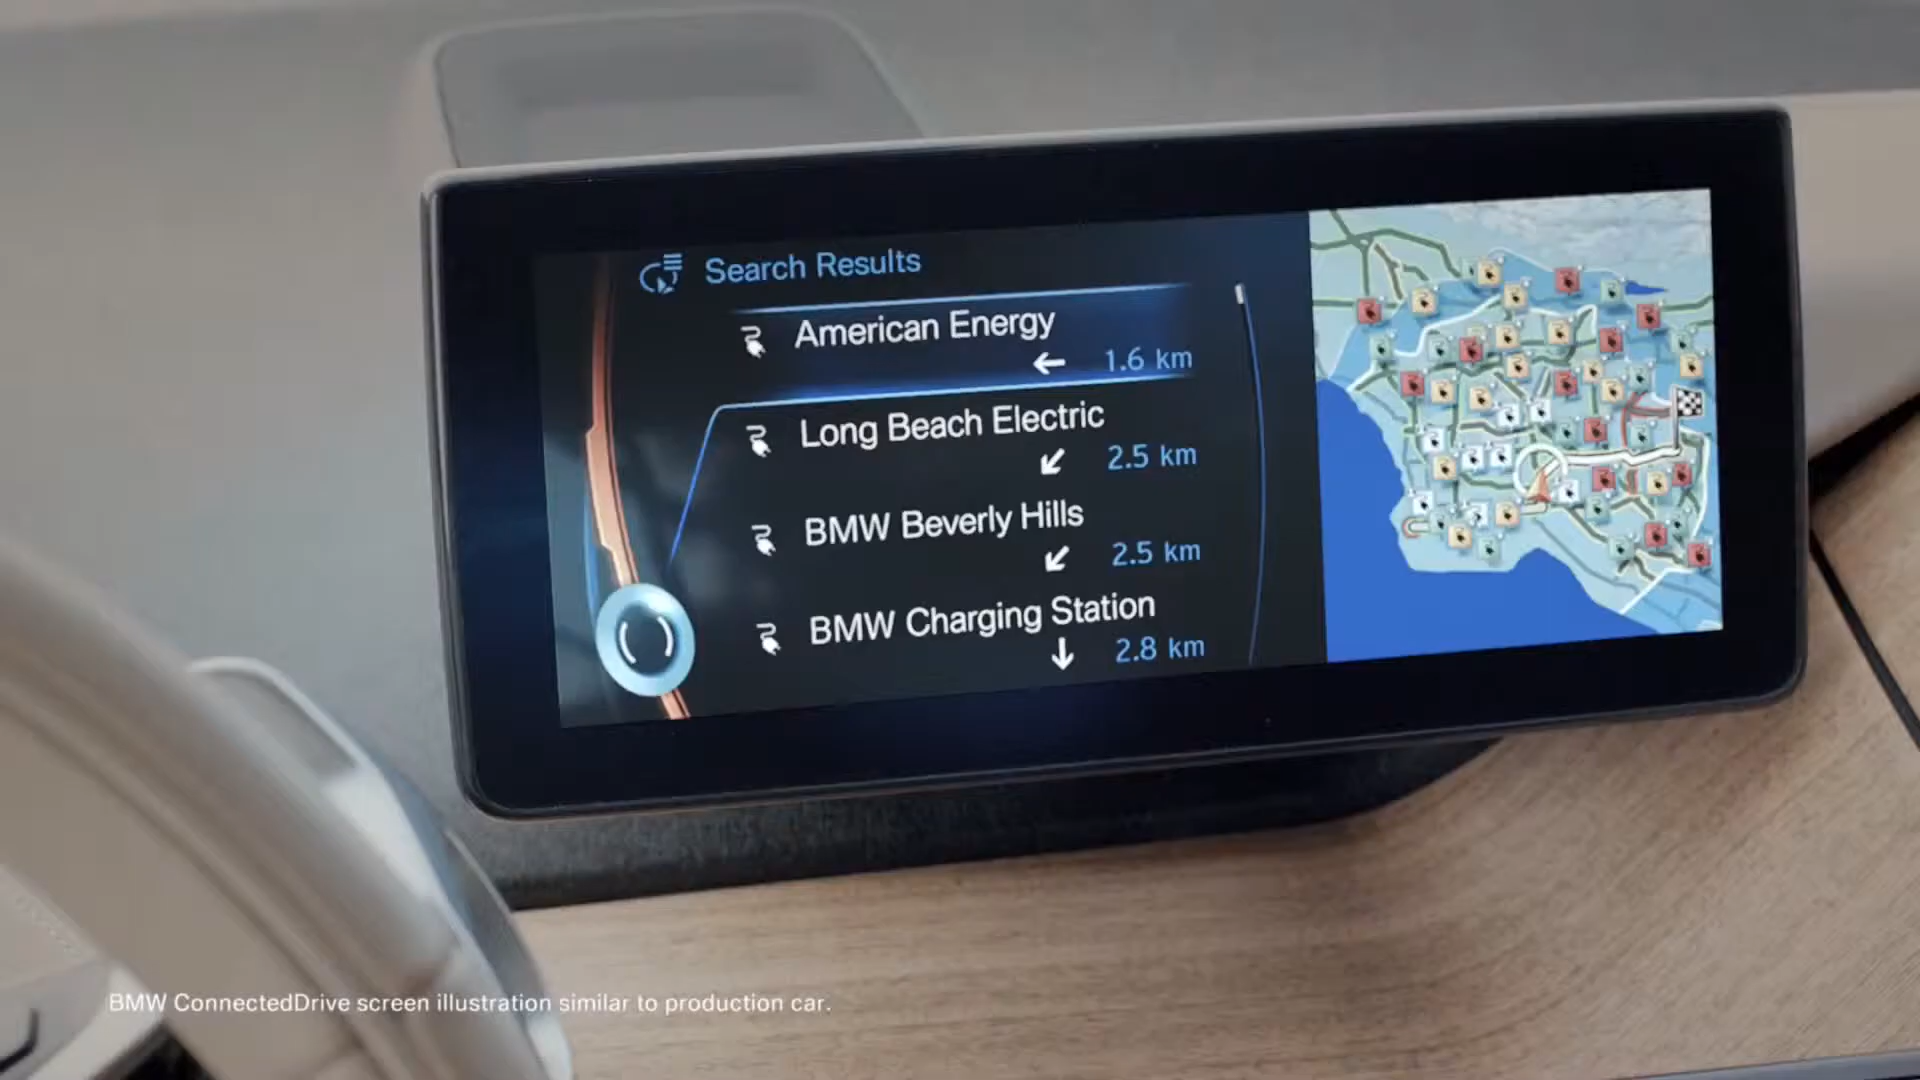 Search Results
American Energy
1.6 km
Long Beach Electric
2.5 km
BMW Beverly Hills
2.5 km
BMW Charging Station
2.8 km
BMW ConnectedDrive screen illustration similar to production car.